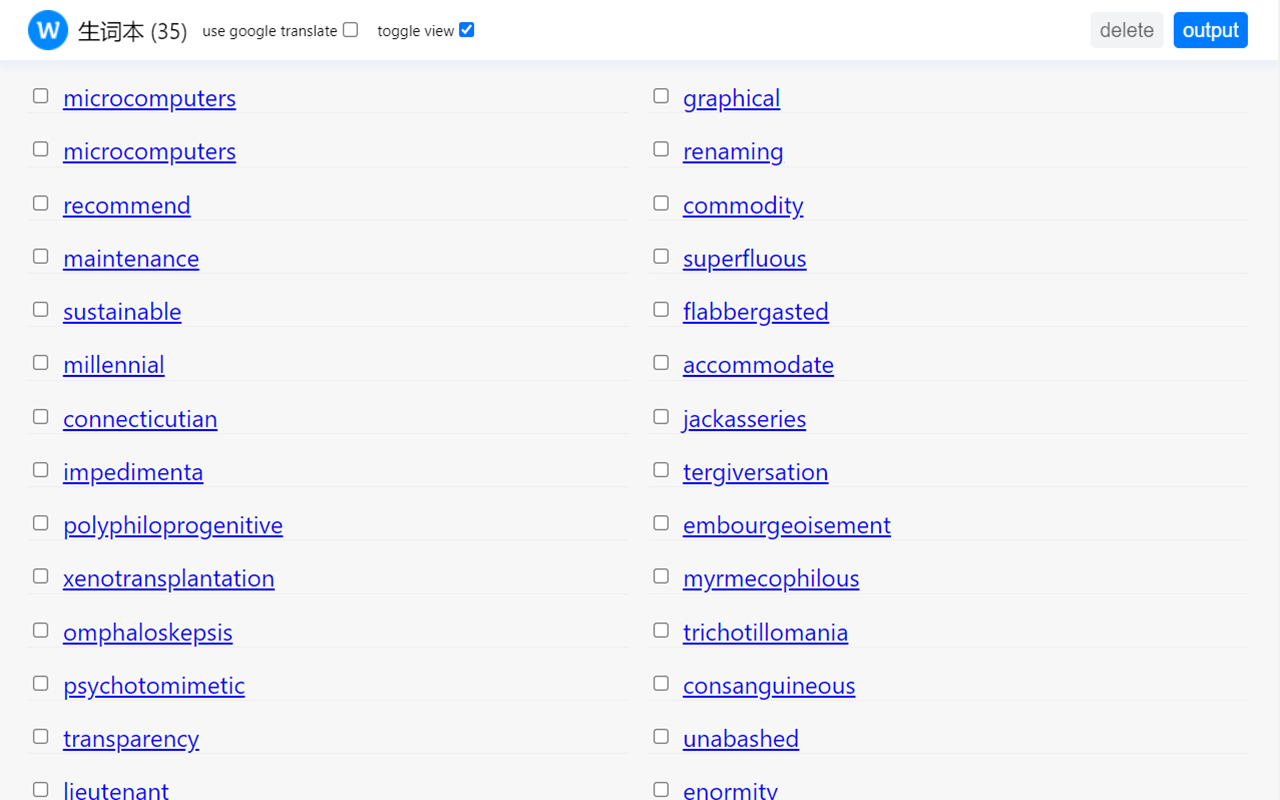 W 生词本 (35) use google translate toggle view delete output
microcomputers graphical
microcomputers renaming
recommend commodity
maintenance superfluous
sustainable flabbergasted
millennial accommodate
connecticutian jackasseries
impedimenta tergiversation
polyphiloprogenitive embourgeoisement
xenotransplantation myrmecophilous
omphaloskepsis trichotillomania
psychotomimetic consanguineous
transparency unabashed
lieutenant enormity